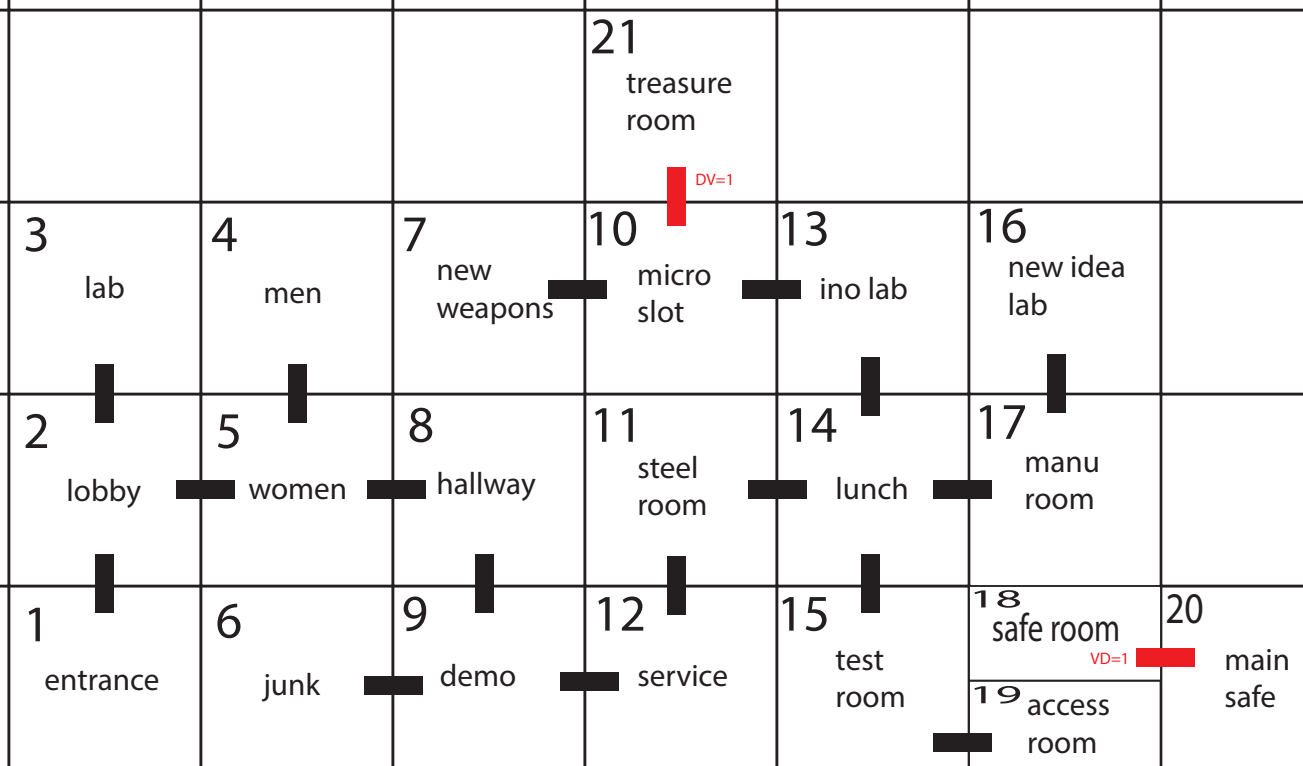 21
treasure
room
DV=1
3
lab
4
men
7
new
weapons
10
micro
slot
13
ino lab
16
new idea
lab
2
lobby
5
women
8
hallway
11
steel
room
14
lunch
17
manu
room
1
entrance
6
junk
9
demo
12
service
15
test
room
18
safe room
VD=1
19
access
room
20
main
safe